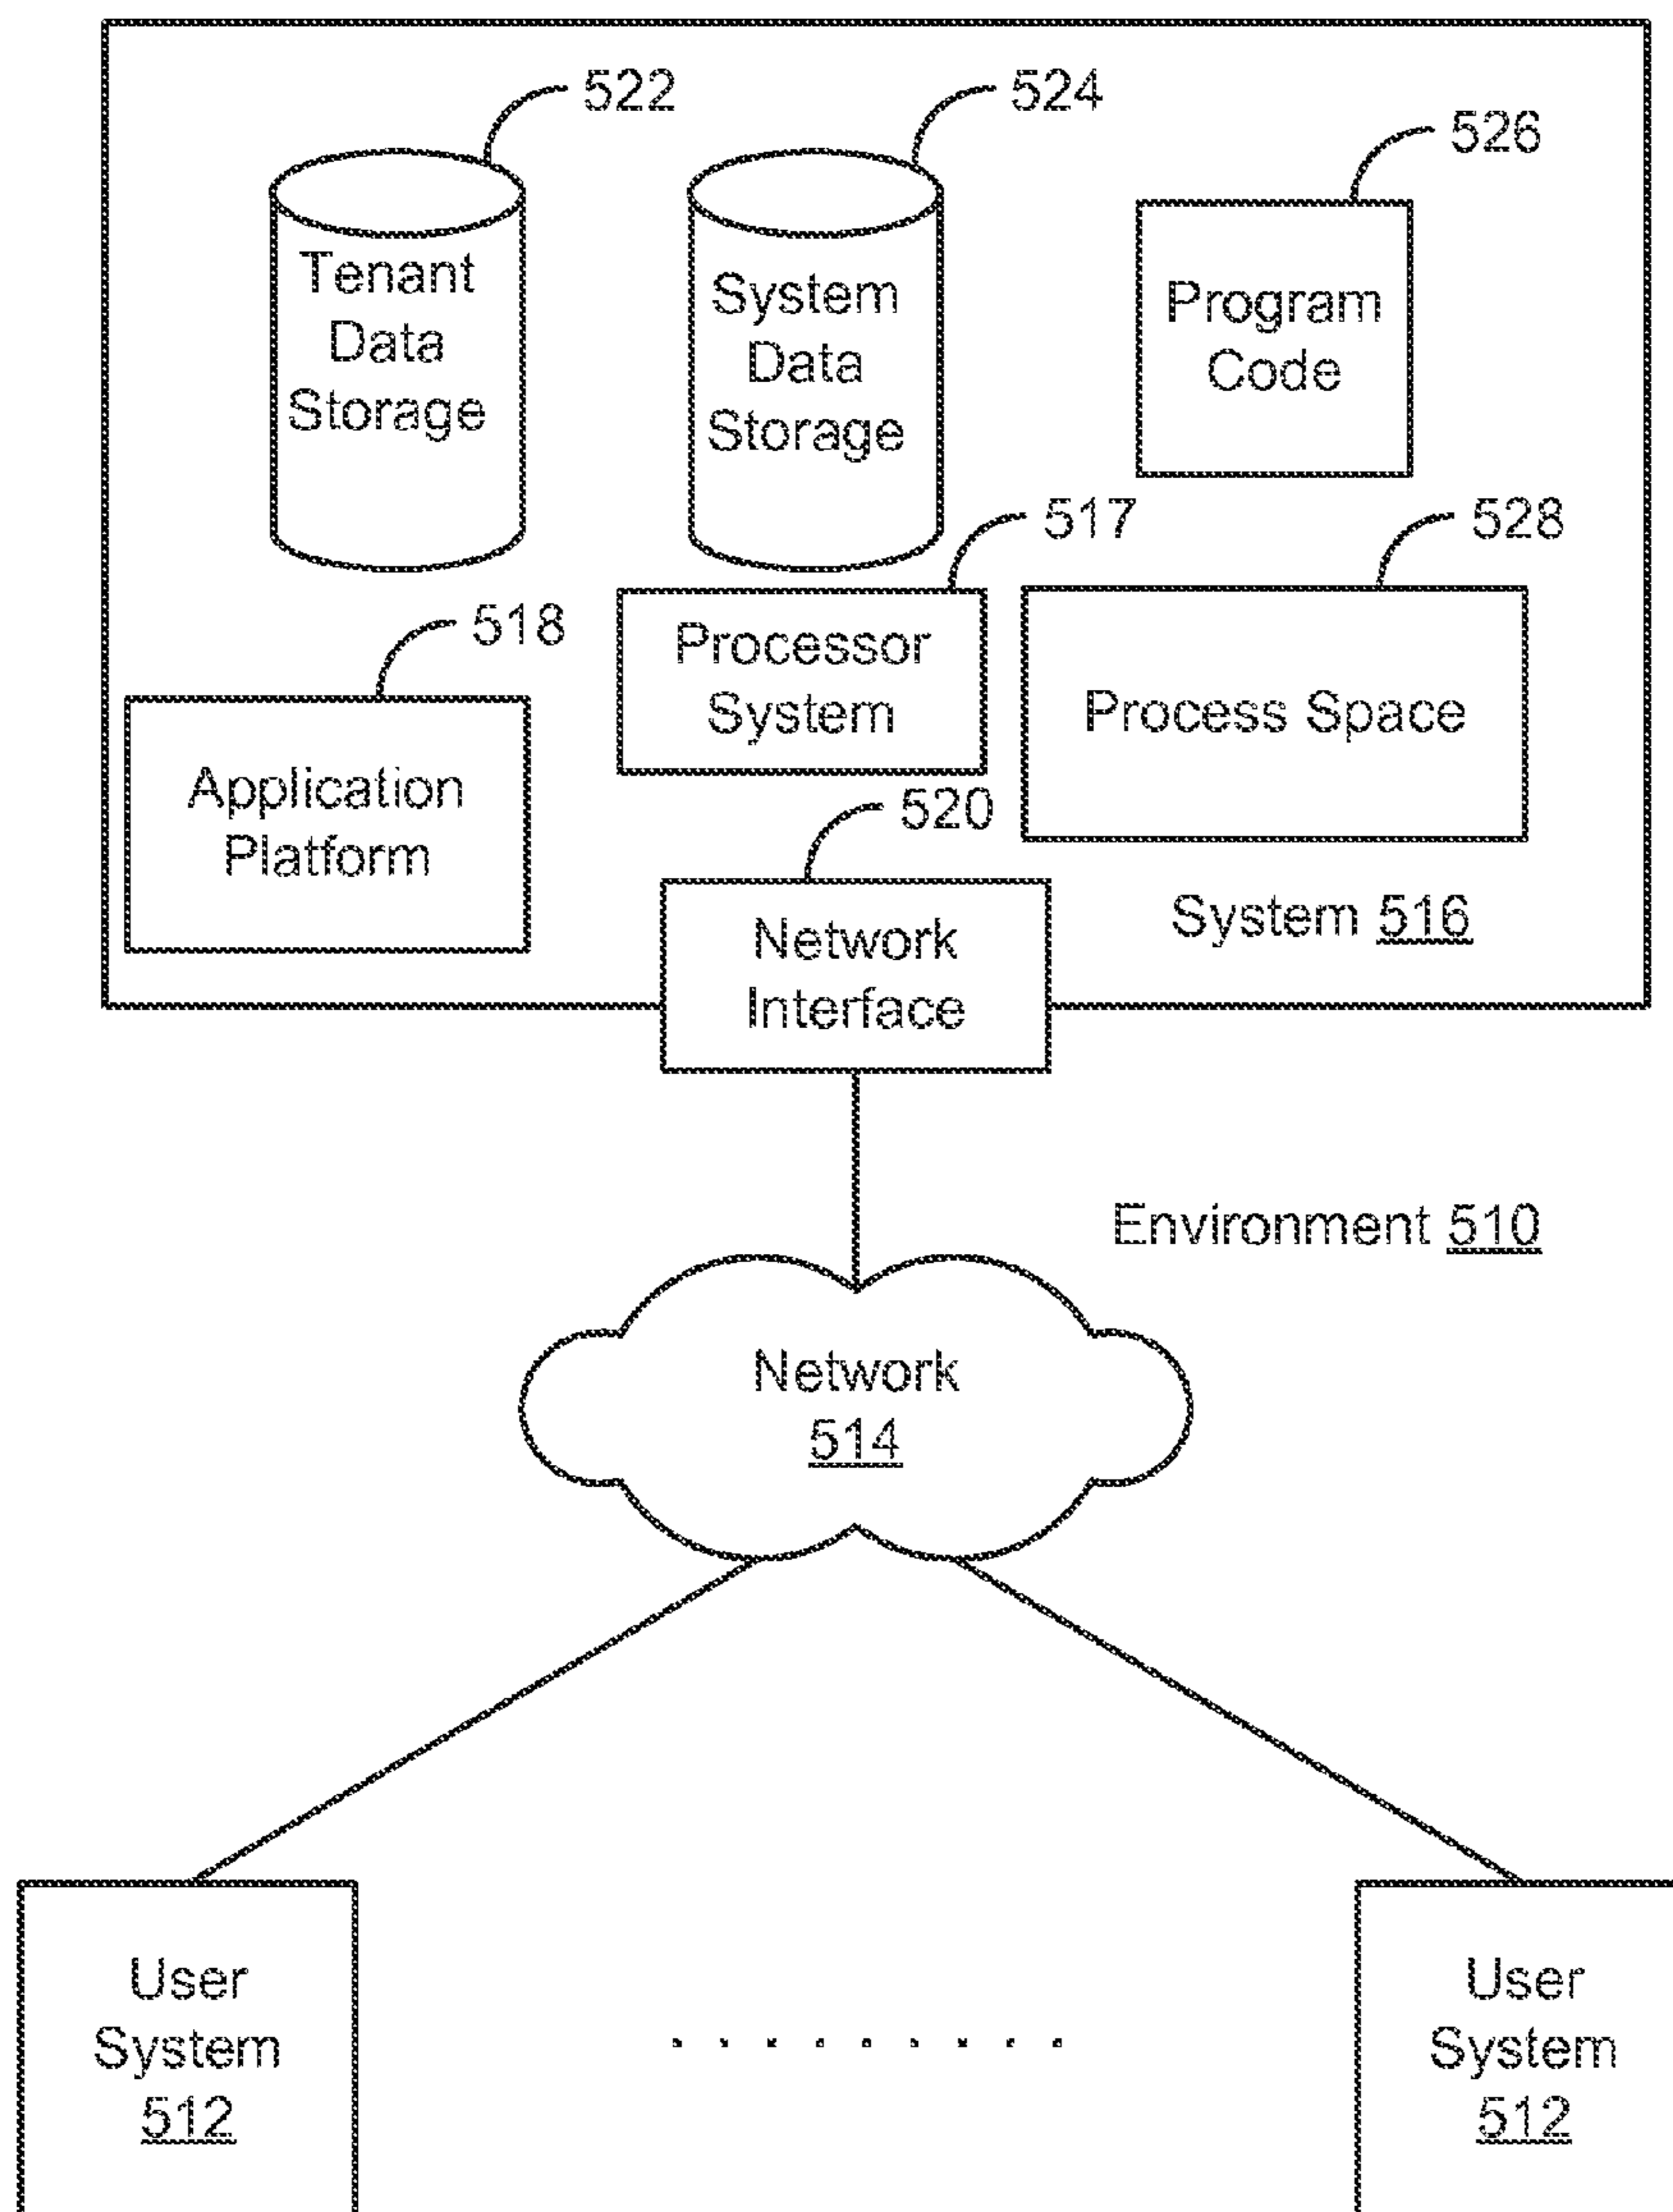 522
524
526
Tenant
Data
Storage
System
Data
Storage
Program
Code
517
528
518
Processor
System
Process Space
Application
Platform
520
Network
Interface
System 516
Environment 510
Network
514
User
System
512
User
System
512